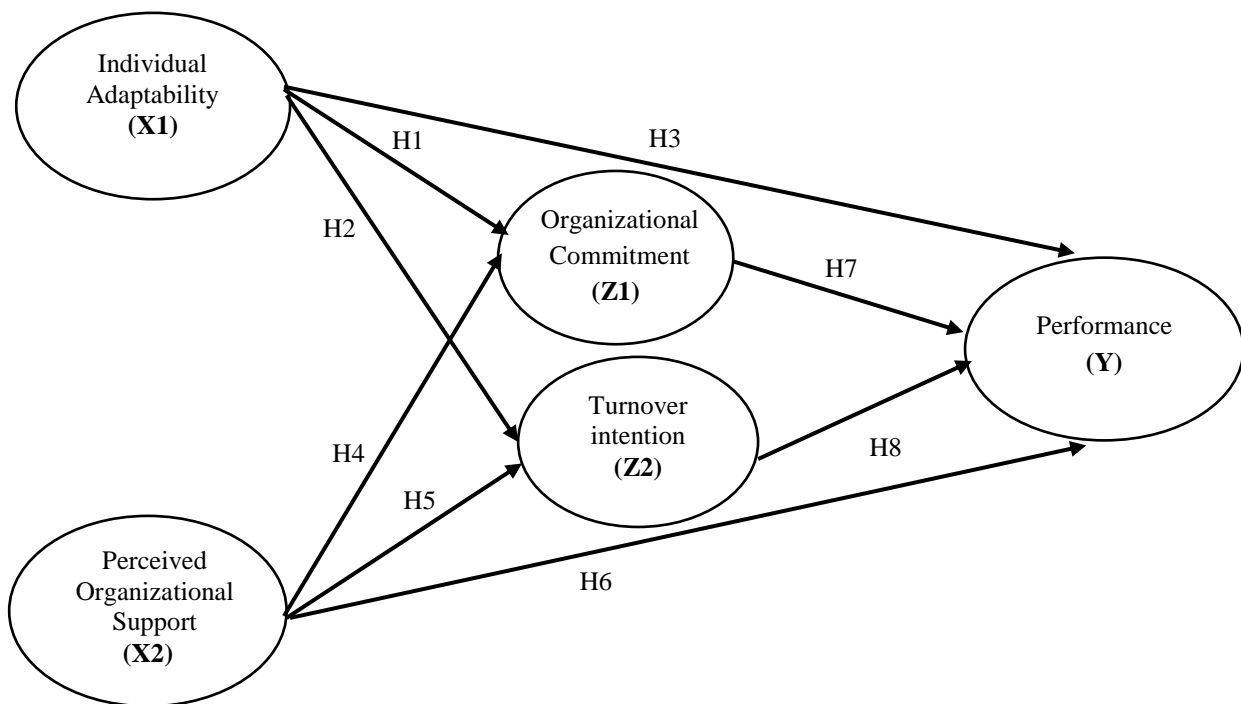 Individual
Adaptability
(X1)
H1
H3
H2
Organizational
Commitment
(Z1)
H7
Performance
(Y)
Turnover
intention
(Z2)
H4
H5
H8
H6
Perceived
Organizational
Support
(X2)